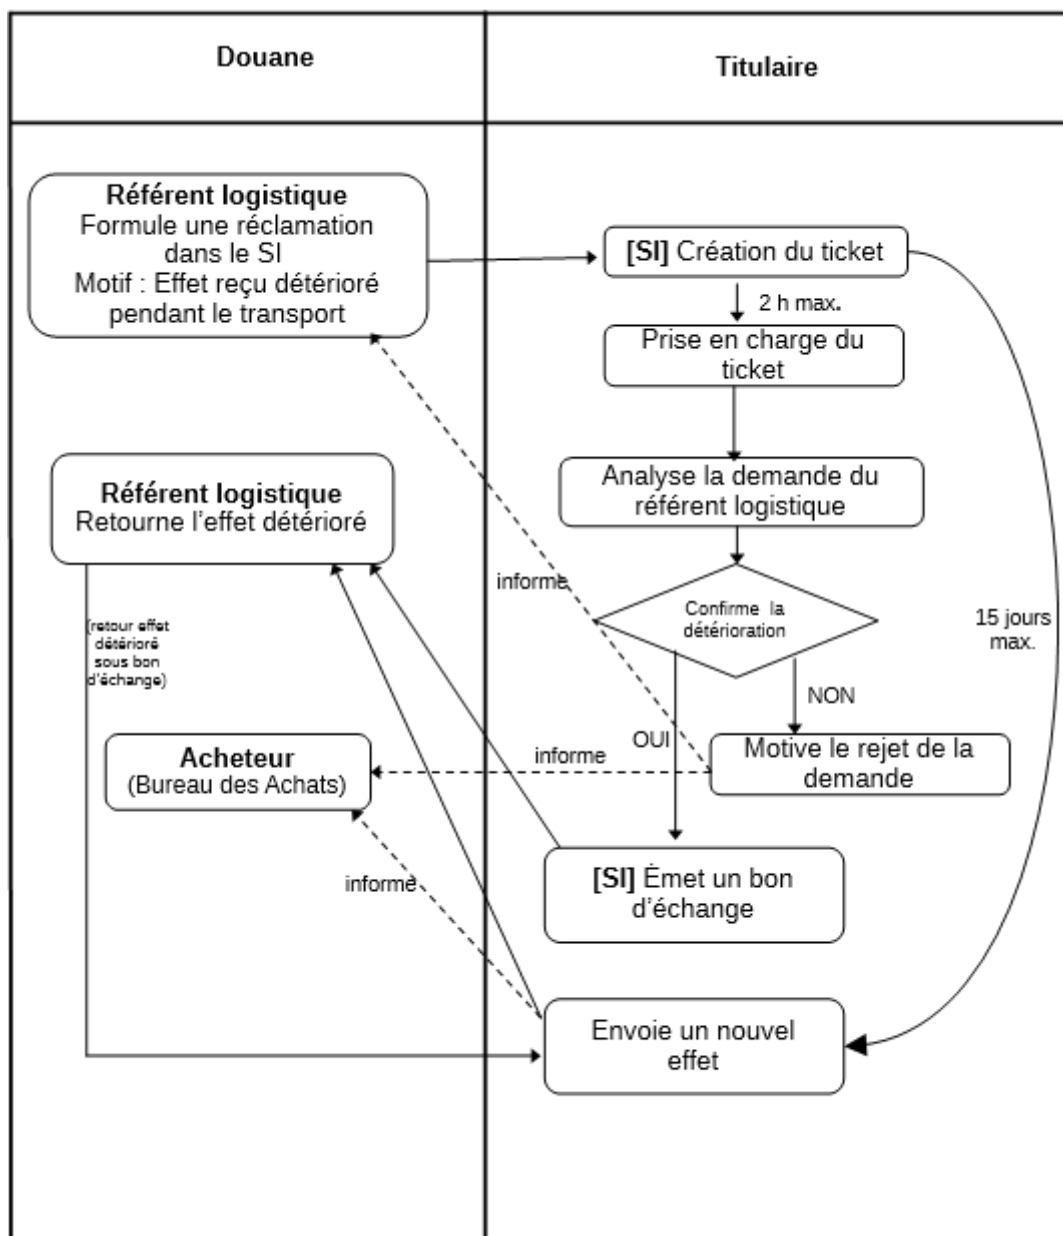 Douane
Titulaire
Référent logistique
Formule une réclamation
dans le SI
Motif : Effet reçu détérioré
pendant le transport
[SI] Création du ticket
2 h max.
Prise en charge du
ticket
Analyse la demande du
référent logistique
Référent logistique
Retourne l'effet détérioré
informe
Confirme la
détérioration
15 jours
max.
(retour effet
détérioré
sous bon
d'échange)
NON
OUI
Acheteur
(Bureau des Achats)
informe
Motive le rejet de la
demande
informe
[SI] Émet un bon
d'échange
Envoie un nouvel
effet